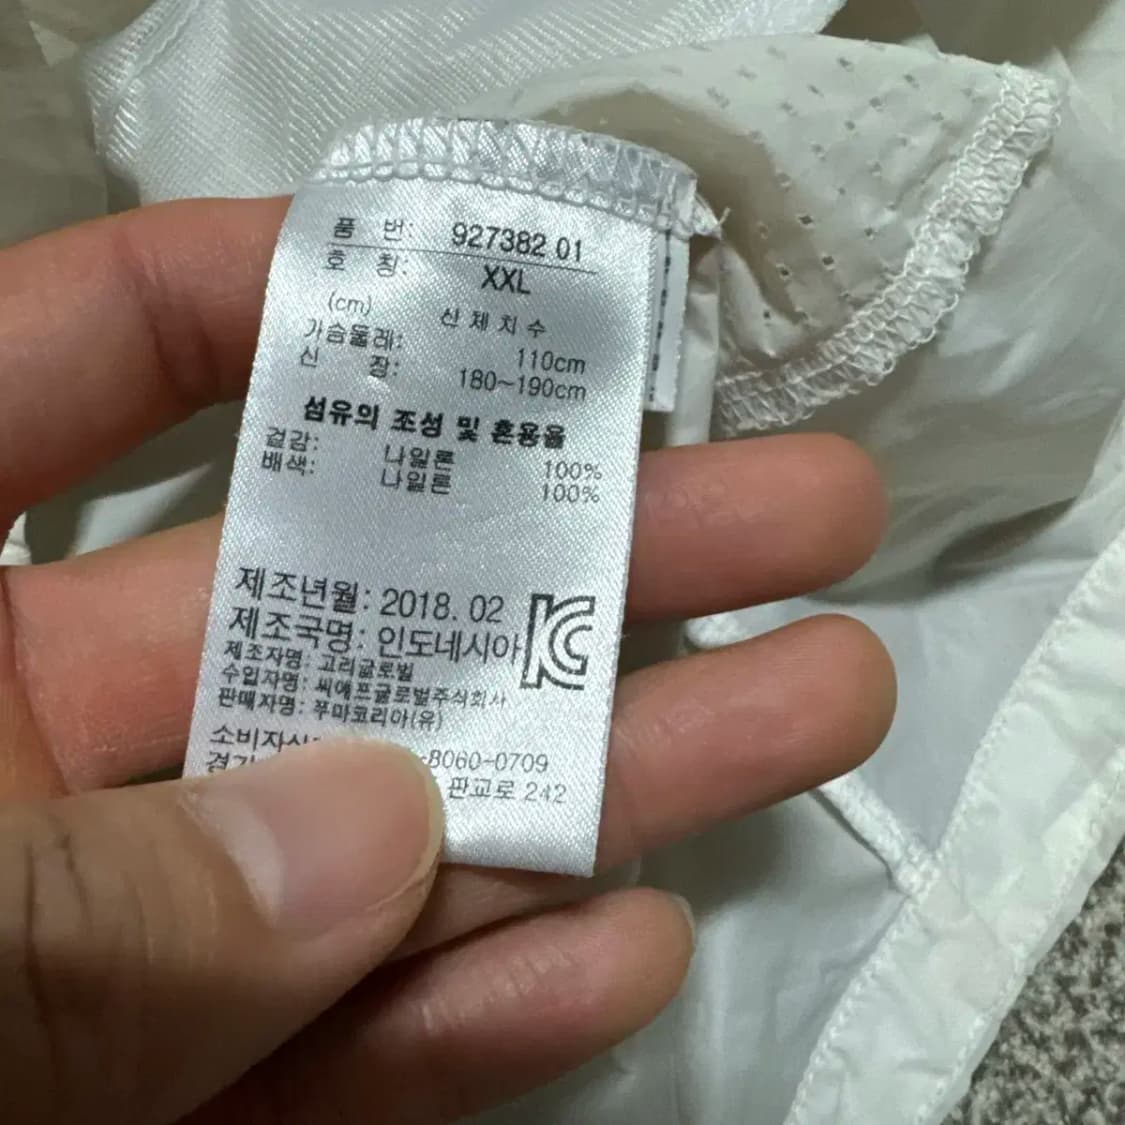 품 번: 927382 01
호 칭: XXL
(cm) 신체치수
가슴둘레: 110cm
신 장: 180~190cm
섬유의 조성 및 혼용율
겉감: 나일론 100%
배색: 나일론 100%
제조년월: 2018. 02
제조국명: 인도네시아
KC
제조자명: 고리글로벌
수입자명: 씨에프글로벌주식회사
판매자명: 푸마코리아(유)
소비자 -8060-0709
판교로 242